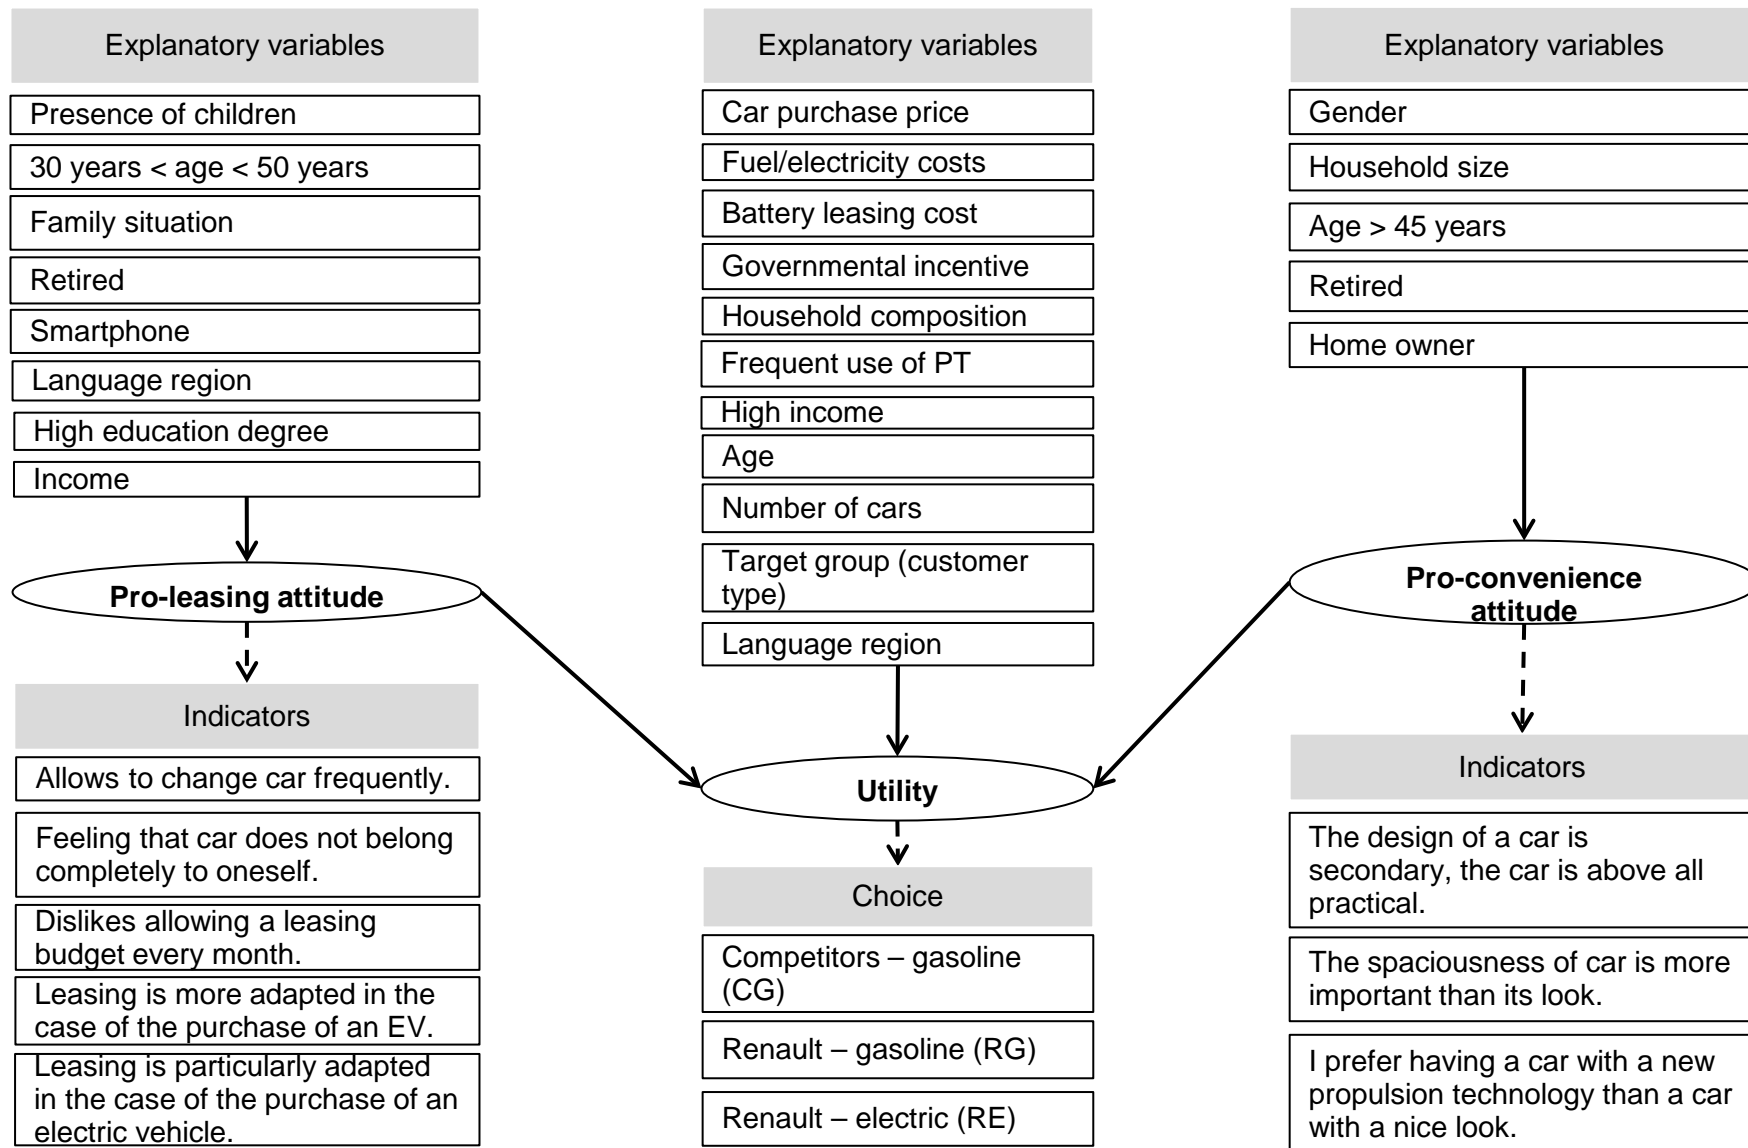 Explanatory variables
Presence of children
30 years < age < 50 years
Family situation
Retired
Smartphone
Language region
High education degree
Income
Pro-leasing attitude
Indicators
Allows to change car frequently.
Feeling that car does not belong
completely to oneself.
Dislikes allowing a leasing
budget every month.
Leasing is more adapted in the
case of the purchase of an EV.
Leasing is particularly adapted
in the case of the purchase of an
electric vehicle.
Explanatory variables
Car purchase price
Fuel/electricity costs
Battery leasing cost
Governmental incentive
Household composition
Frequent use of PT
High income
Age
Number of cars
Target group (customer
type)
Language region
Utility
Choice
Competitors – gasoline
(CG)
Renault – gasoline (RG)
Renault – electric (RE)
Explanatory variables
Gender
Household size
Age > 45 years
Retired
Home owner
Pro-convenience
attitude
Indicators
The design of a car is
secondary, the car is above all
practical.
The spaciousness of car is more
important than its look.
I prefer having a car with a new
propulsion technology than a car
with a nice look.